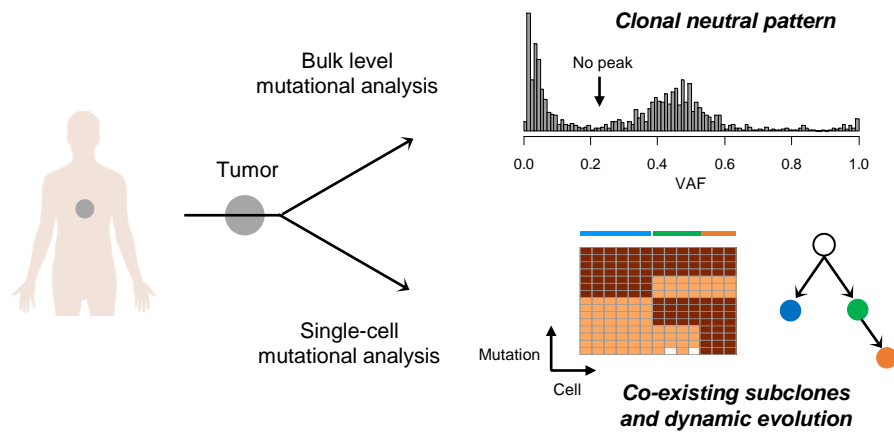 Clonal neutral pattern
Bulk level
mutational analysis
No peak
0.0 0.2 0.4 0.6 0.8 1.0
VAF
Tumor
Single-cell
mutational analysis
Mutation
Cell
Co-existing subclones
and dynamic evolution